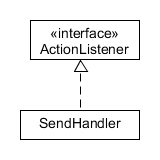 «interface»
ActionListener
SendHandler